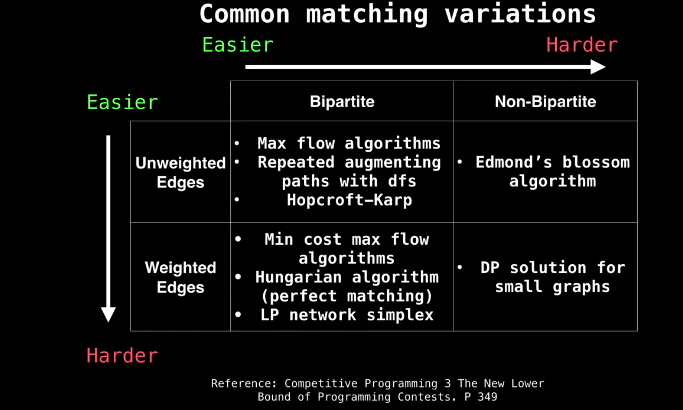 Common matching variations
Easier
Harder
Easier
Bipartite
Non-Bipartite
Unweighted
Edges
• Max flow algorithms
• Repeated augmenting
paths with dfs
• Hopcroft-Karp
• Edmond's blossom
algorithm
Weighted
Edges
• Min cost max flow
algorithms
• Hungarian algorithm
(perfect matching)
• LP network simplex
• DP solution for
small graphs
Harder
Reference: Competitive Programming 3 The New Lower
Bound of Programming Contests. P 349